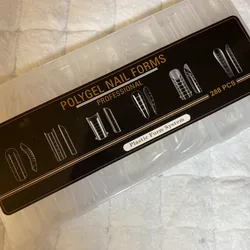 POLYGEL NAIL FORMS
PROFESSIONAL
288 PCS
Plastic Form System